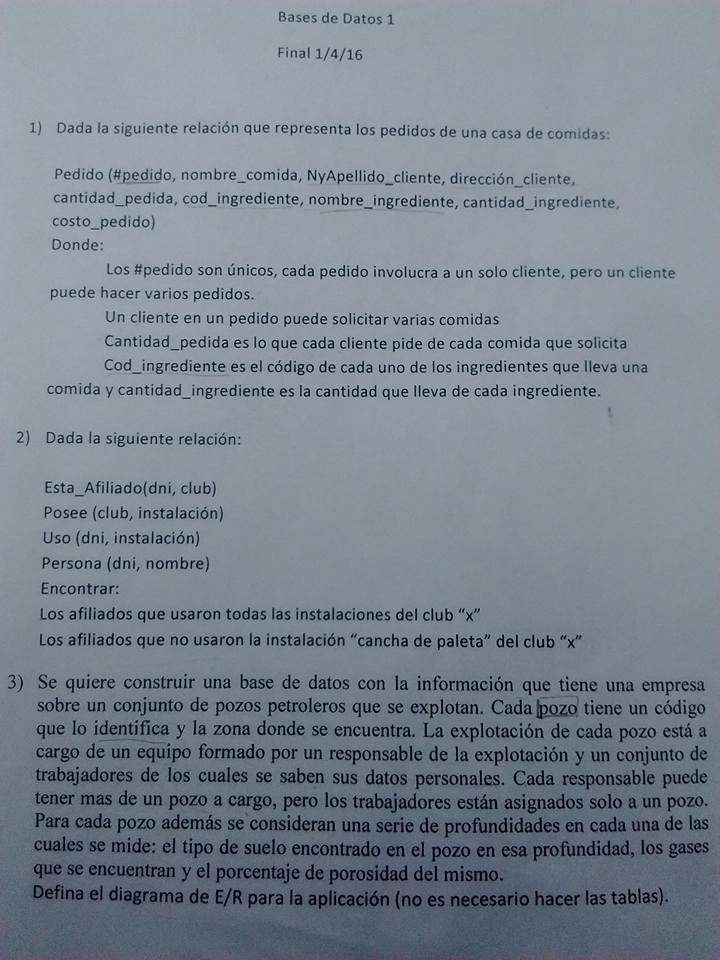 Bases de Datos 1
Final 1/4/16
1) Dada la siguiente relación que representa los pedidos de una casa de comidas:
Pedido (#pedido, nombre_comida, NyApellido_cliente, dirección_cliente,
cantidad_pedida, cod_ingrediente, nombre_ingrediente, cantidad_ingrediente,
costo_pedido)
Donde:
Los #pedido son únicos, cada pedido involucra a un solo cliente, pero un cliente
puede hacer varios pedidos.
Un cliente en un pedido puede solicitar varias comidas
Cantidad_pedida es lo que cada cliente pide de cada comida que solicita
Cod_ingrediente es el código de cada uno de los ingredientes que lleva una
comida y cantidad_ingrediente es la cantidad que lleva de cada ingrediente.
2) Dada la siguiente relación:
Esta_Afiliado(dni, club)
Posee (club, instalación)
Uso (dni, instalación)
Persona (dni, nombre)
Encontrar:
Los afiliados que usaron todas las instalaciones del club “x”
Los afiliados que no usaron la instalación “cancha de paleta” del club “x”
3) Se quiere construir una base de datos con la información que tiene una empresa
sobre un conjunto de pozos petroleros que se explotan. Cada pozo tiene un código
que lo identifica y la zona donde se encuentra. La explotación de cada pozo está a
cargo de un equipo formado por un responsable de la explotación y un conjunto de
trabajadores de los cuales se saben sus datos personales. Cada responsable puede
tener mas de un pozo a cargo, pero los trabajadores están asignados solo a un pozo.
Para cada pozo además se consideran una serie de profundidades en cada una de las
cuales se mide: el tipo de suelo encontrado en el pozo en esa profundidad, los gases
que se encuentran y el porcentaje de porosidad del mismo.
Defina el diagrama de E/R para la aplicación (no es necesario hacer las tablas).